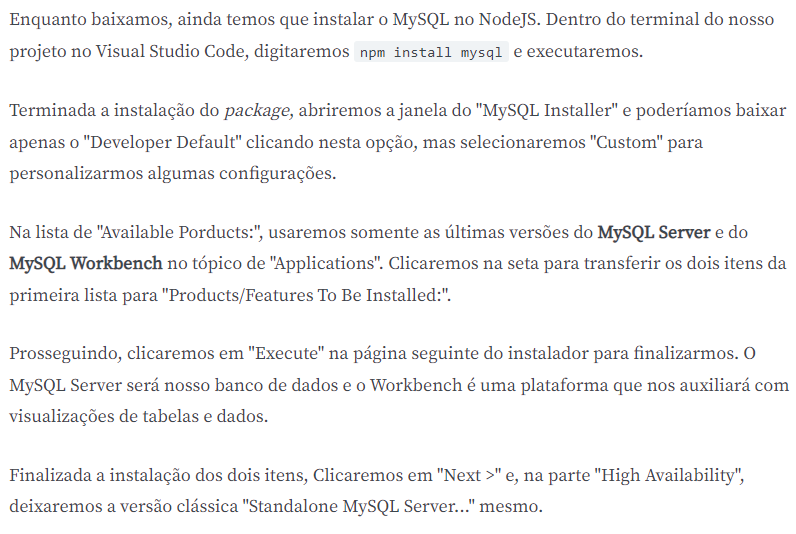 Enquanto baixamos, ainda temos que instalar o MySQL no NodeJS. Dentro do terminal do nosso
projeto no Visual Studio Code, digitaremos npm install mysql e executaremos.
Terminada a instalação do package, abriremos a janela do "MySQL Installer" e poderíamos baixar
apenas o "Developer Default" clicando nesta opção, mas selecionaremos "Custom" para
personalizarmos algumas configurações.
Na lista de "Available Porducts:", usaremos somente as últimas versões do MySQL Server e do
MySQL Workbench no tópico de "Applications". Clicaremos na seta para transferir os dois itens da
primeira lista para "Products/Features To Be Installed:".
Prosseguindo, clicaremos em "Execute" na página seguinte do instalador para finalizarmos. O
MySQL Server será nosso banco de dados e o Workbench é uma plataforma que nos auxiliará com
visualizações de tabelas e dados.
Finalizada a instalação dos dois itens, Clicaremos em "Next >" e, na parte "High Availability",
deixaremos a versão clássica "Standalone MySQL Server..." mesmo.